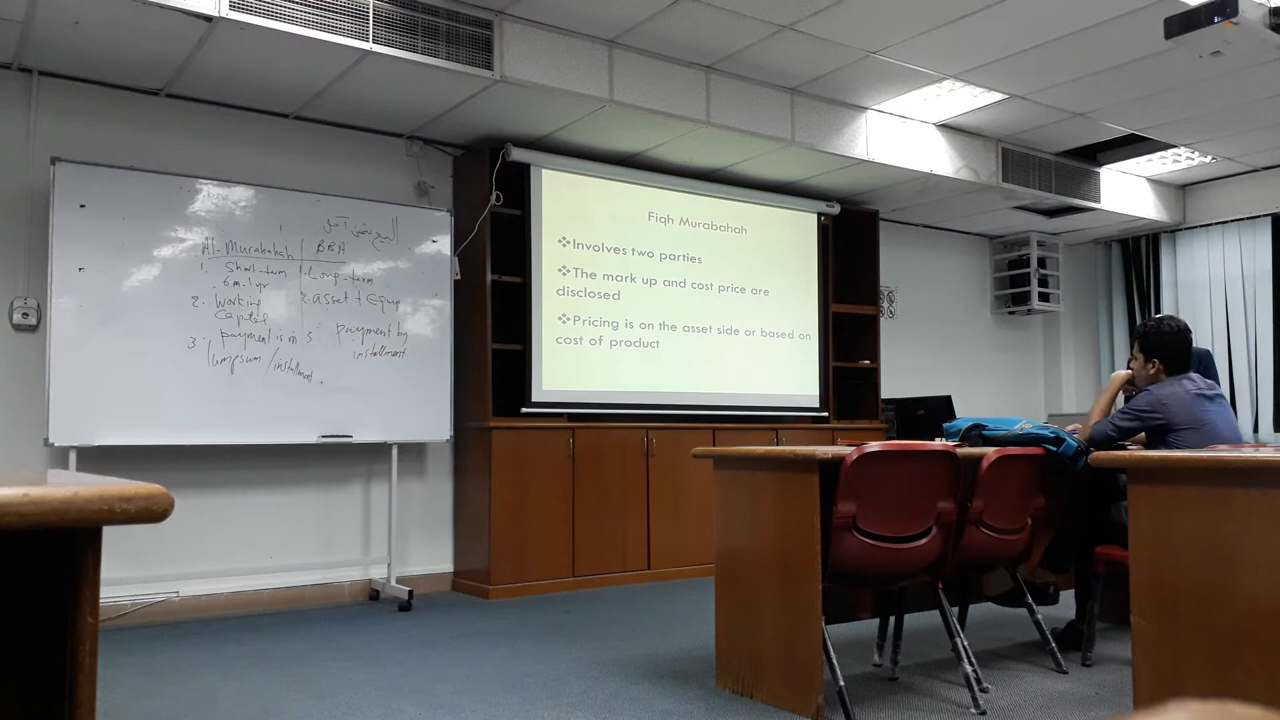 البيع بثمن آجل
Al-Murabahah / BBA
1. Short-term 1. Long-term
6m-1yr
2. Working 2. asset +
Capital
3. payment is in payment by
lumpsum / installment installment
Fiqh Murabahah
❖Involves two parties
❖The mark up and cost price are
disclosed
❖Pricing is on the asset side or based on
cost of product